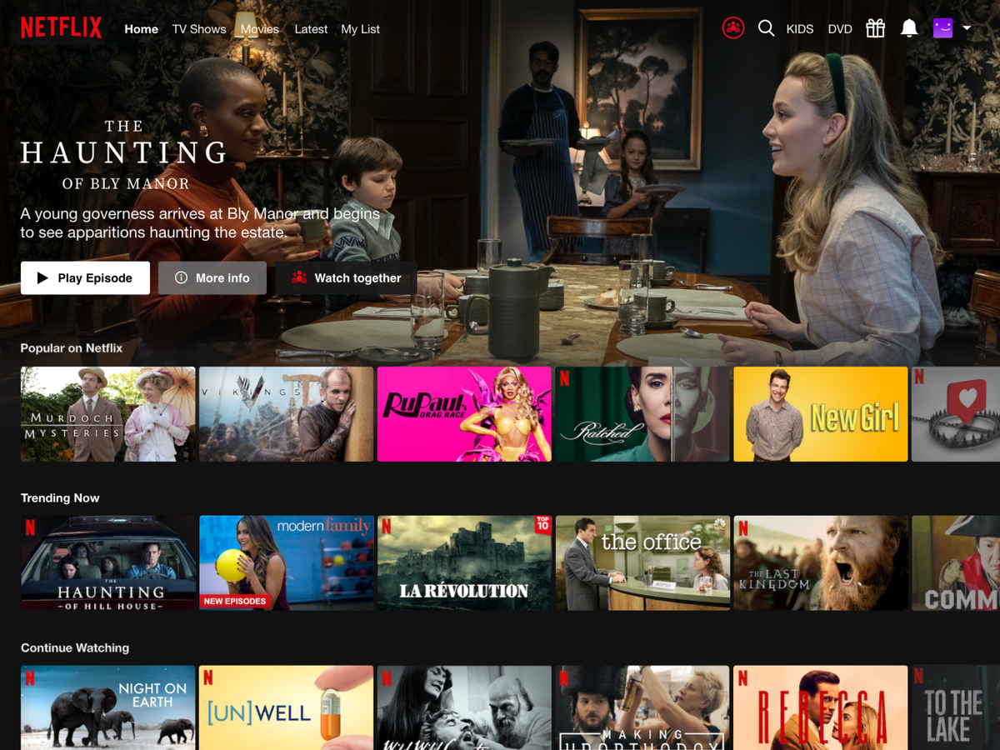 NETFLIX
Home
TV Shows
Movies
Latest
My List
KIDS
DVD
THE
HAUNTING
OF BLY MANOR
A young governess arrives at Bly Manor and begins
to see apparitions haunting the estate.
Play Episode
More info
Watch together
Popular on Netflix
MURDOCH
MYSTERIES
VIKINGS
RuPaul's
DRAG RACE
N
Ratched
New Girl
N
Trending Now
N
THE
HAUNTING
OF HILL HOUSE
modern family
NEW EPISODES
N
TOP
10
LA RÉVOLUTION
NBC
the office
RECEPTION
N
THE LAST
KINGDOM
COMM
Continue Watching
N
NIGHT ON
EARTH
N
[UN]WELL
N
N
MAKING
UNORTHODOX
N
REBECCA
N
TO THE
LAKE